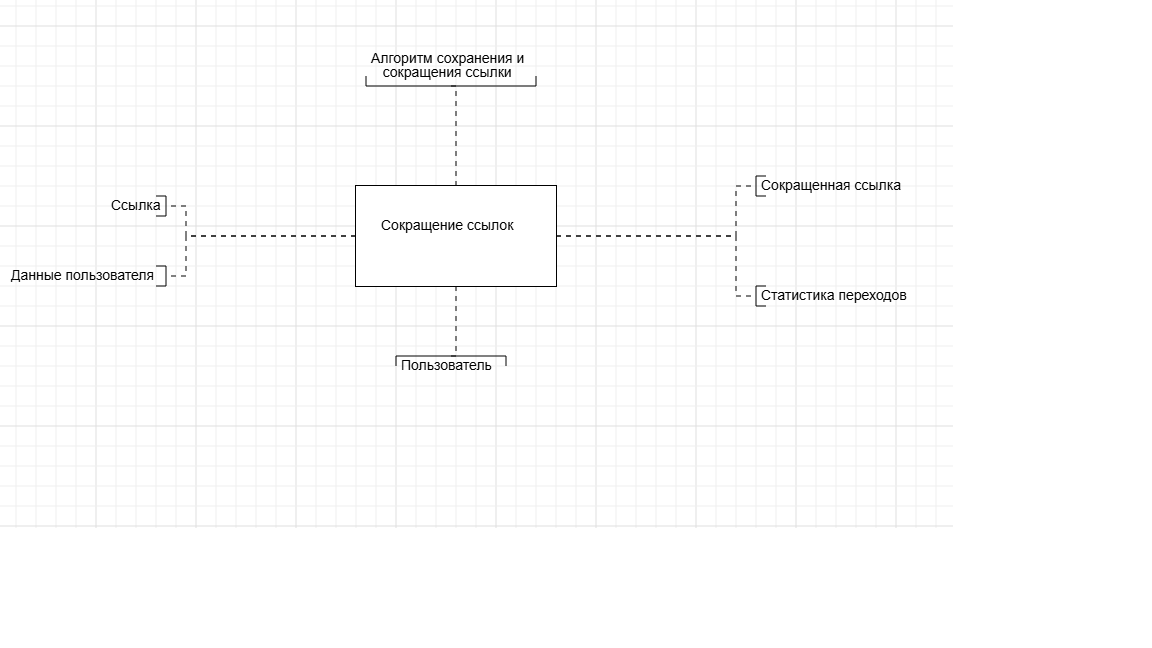 Алгоритм сохранения и
сокращения ссылки
Сокращенная ссылка
Ссылка
Сокращение ссылок
Данные пользователя
Статистика переходов
Пользователь